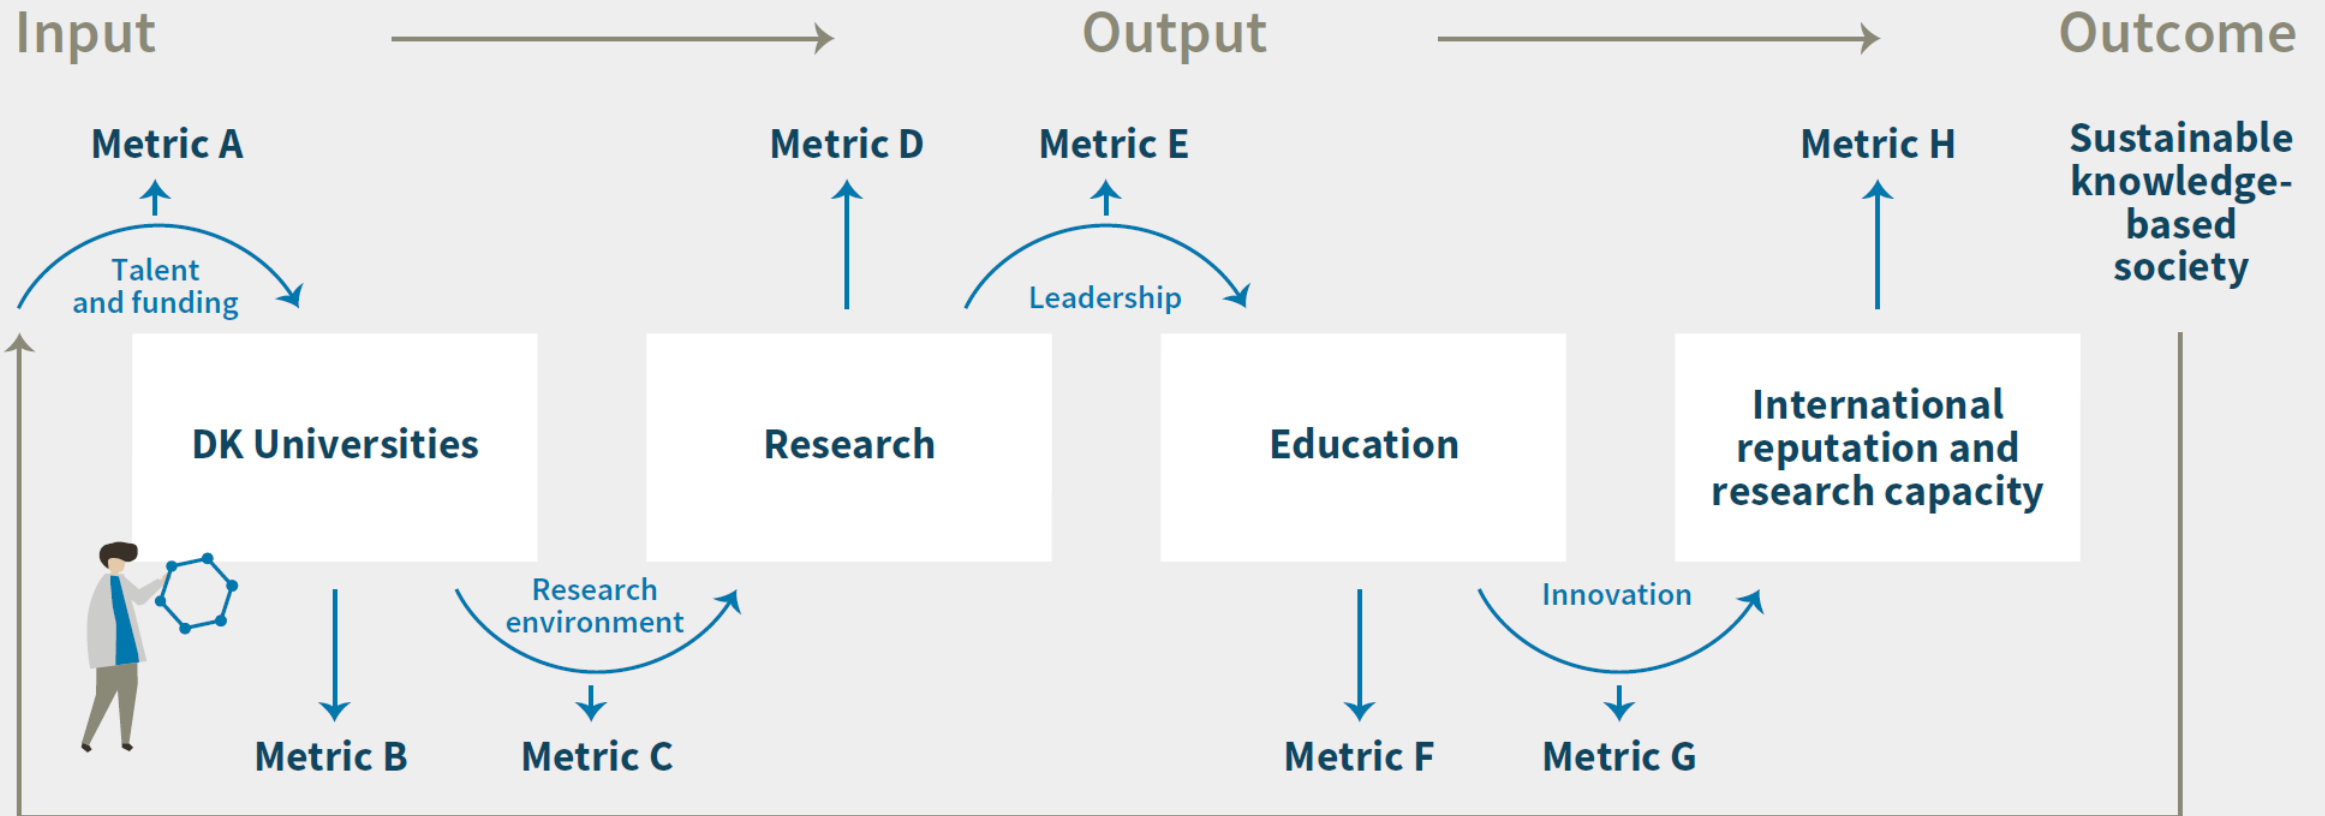 Input
Output
Outcome
Metric A
Metric D
Metric E
Metric H
Sustainable
knowledge-
based
society
Talent
and funding
Leadership
DK Universities
Research
Education
International
reputation and
research capacity
Research
environment
Innovation
Metric B
Metric C
Metric F
Metric G